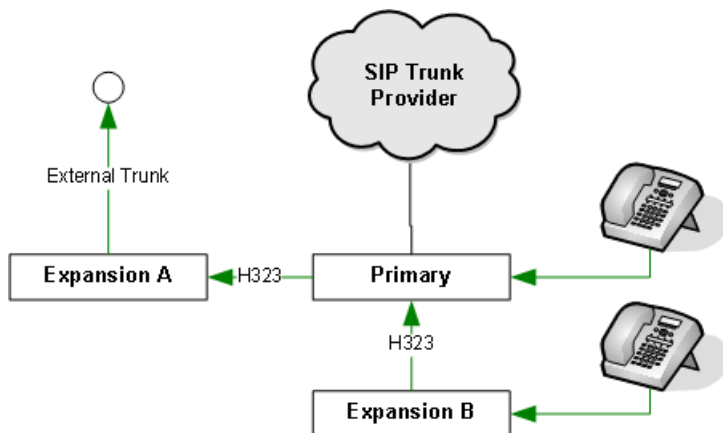 SIP Trunk
Provider
External Trunk
Expansion A
H323
Primary
H323
Expansion B